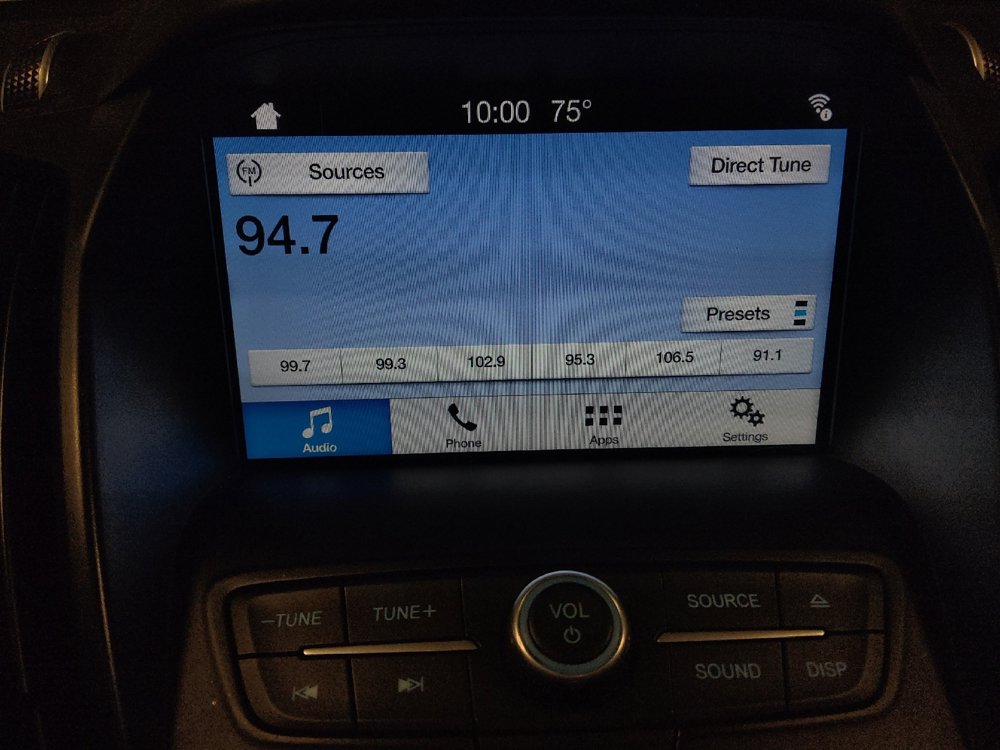 10:00 75°
FM Sources Direct Tune
94.7
Presets
99.7 99.3 102.9 95.3 106.5 91.1
Audio Phone Apps Settings
−TUNE TUNE+ VOL SOURCE
SOUND DISP